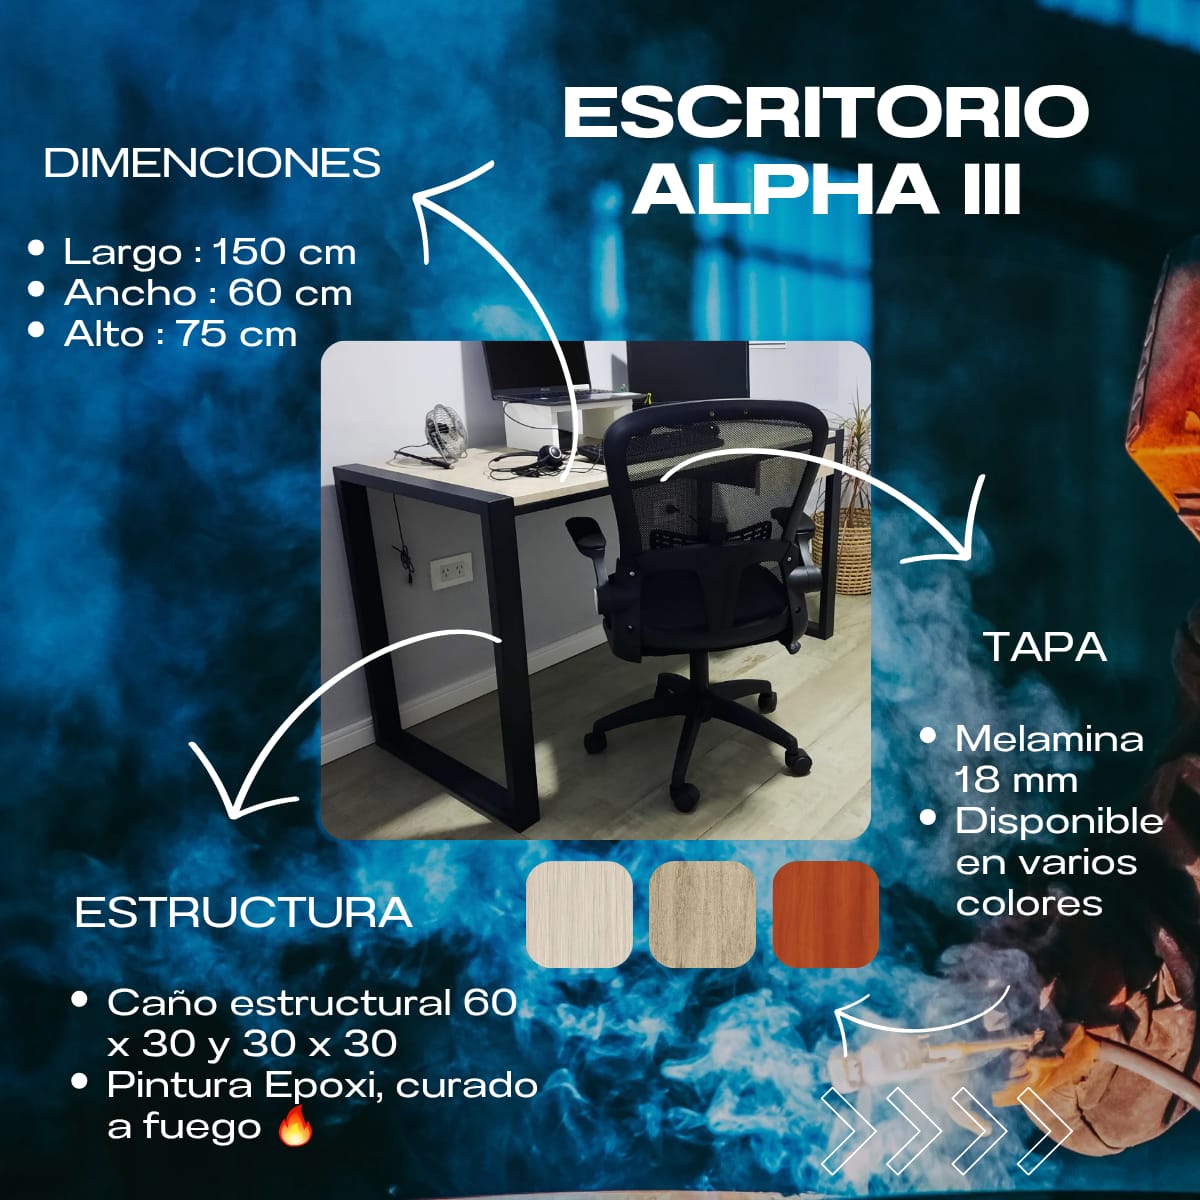 ESCRITORIO
ALPHA III
DIMENCIONES
• Largo : 150 cm
• Ancho : 60 cm
• Alto : 75 cm
TAPA
• Melamina
18 mm
• Disponible
en varios
colores
ESTRUCTURA
• Caño estructural 60
x 30 y 30 x 30
• Pintura Epoxi, curado
a fuego 🔥